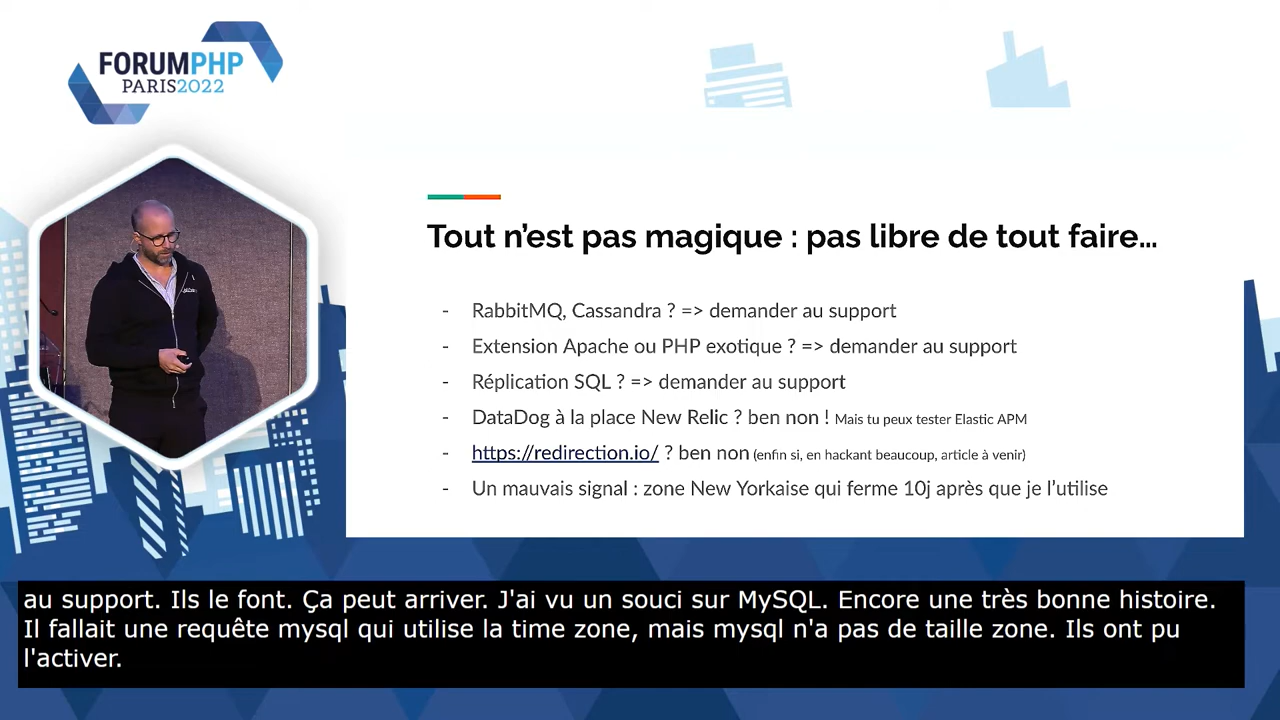 FORUMPHP
PARIS2022
Tout n’est pas magique : pas libre de tout faire…
- RabbitMQ, Cassandra ? => demander au support
- Extension Apache ou PHP exotique ? => demander au support
- Réplication SQL ? => demander au support
- DataDog à la place New Relic ? ben non ! Mais tu peux tester Elastic APM
- https://redirection.io/ ? ben non (enfin si, en hackant beaucoup, article à venir)
- Un mauvais signal : zone New Yorkaise qui ferme 10j après que je l’utilise
au support. Ils le font. Ça peut arriver. J'ai vu un souci sur MySQL. Encore une très bonne histoire.
Il fallait une requête mysql qui utilise la time zone, mais mysql n'a pas de taille zone. Ils ont pu
l'activer.